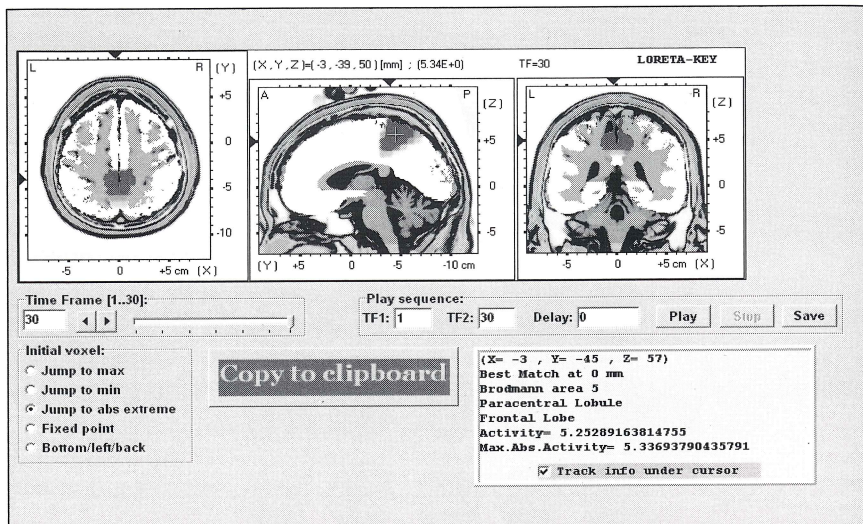 (X,Y,Z)=(-3,-39,50) [mm] ; (5.34E+0) TF=30 LORETA-KEY
L R (Y)
+5
0
-5
-10
-5 0 +5 cm (X)
A P (Z)
+5
0
-5
(Y) +5 0 -5 -10 cm
L R (Z)
+5
0
-5
-5 0 +5 cm (X)
Time Frame [1..30]:
30
Play sequence:
TF1: 1 TF2: 30 Delay: 0 Play Stop Save
Initial voxel:
Jump to max
Jump to min
Jump to abs extreme
Fixed point
Bottom/left/back
Copy to clipboard
(X= -3 , Y= -45 , Z= 57)
Best Match at 0 mm
Brodmann area 5
Paracentral Lobule
Frontal Lobe
Activity= 5.25289163814755
Max.Abs.Activity= 5.33693790435791
Track info under cursor